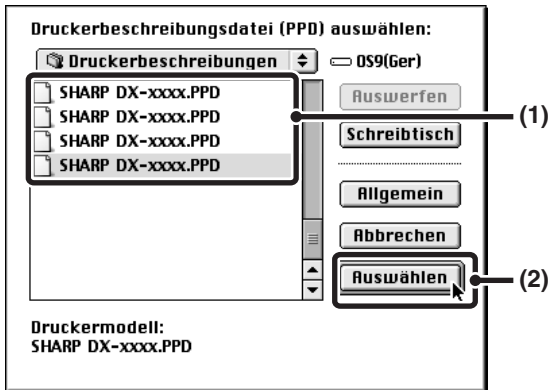 Druckerbeschreibungsdatei (PPD) auswählen:
Druckerbeschreibungen
OS9(Ger)
SHARP DX-xxxx.PPD
SHARP DX-xxxx.PPD
SHARP DX-xxxx.PPD
SHARP DX-xxxx.PPD
Auswerfen
Schreibtisch
Allgemein
Abbrechen
Auswählen
(1)
(2)
Druckermodell:
SHARP DX-xxxx.PPD